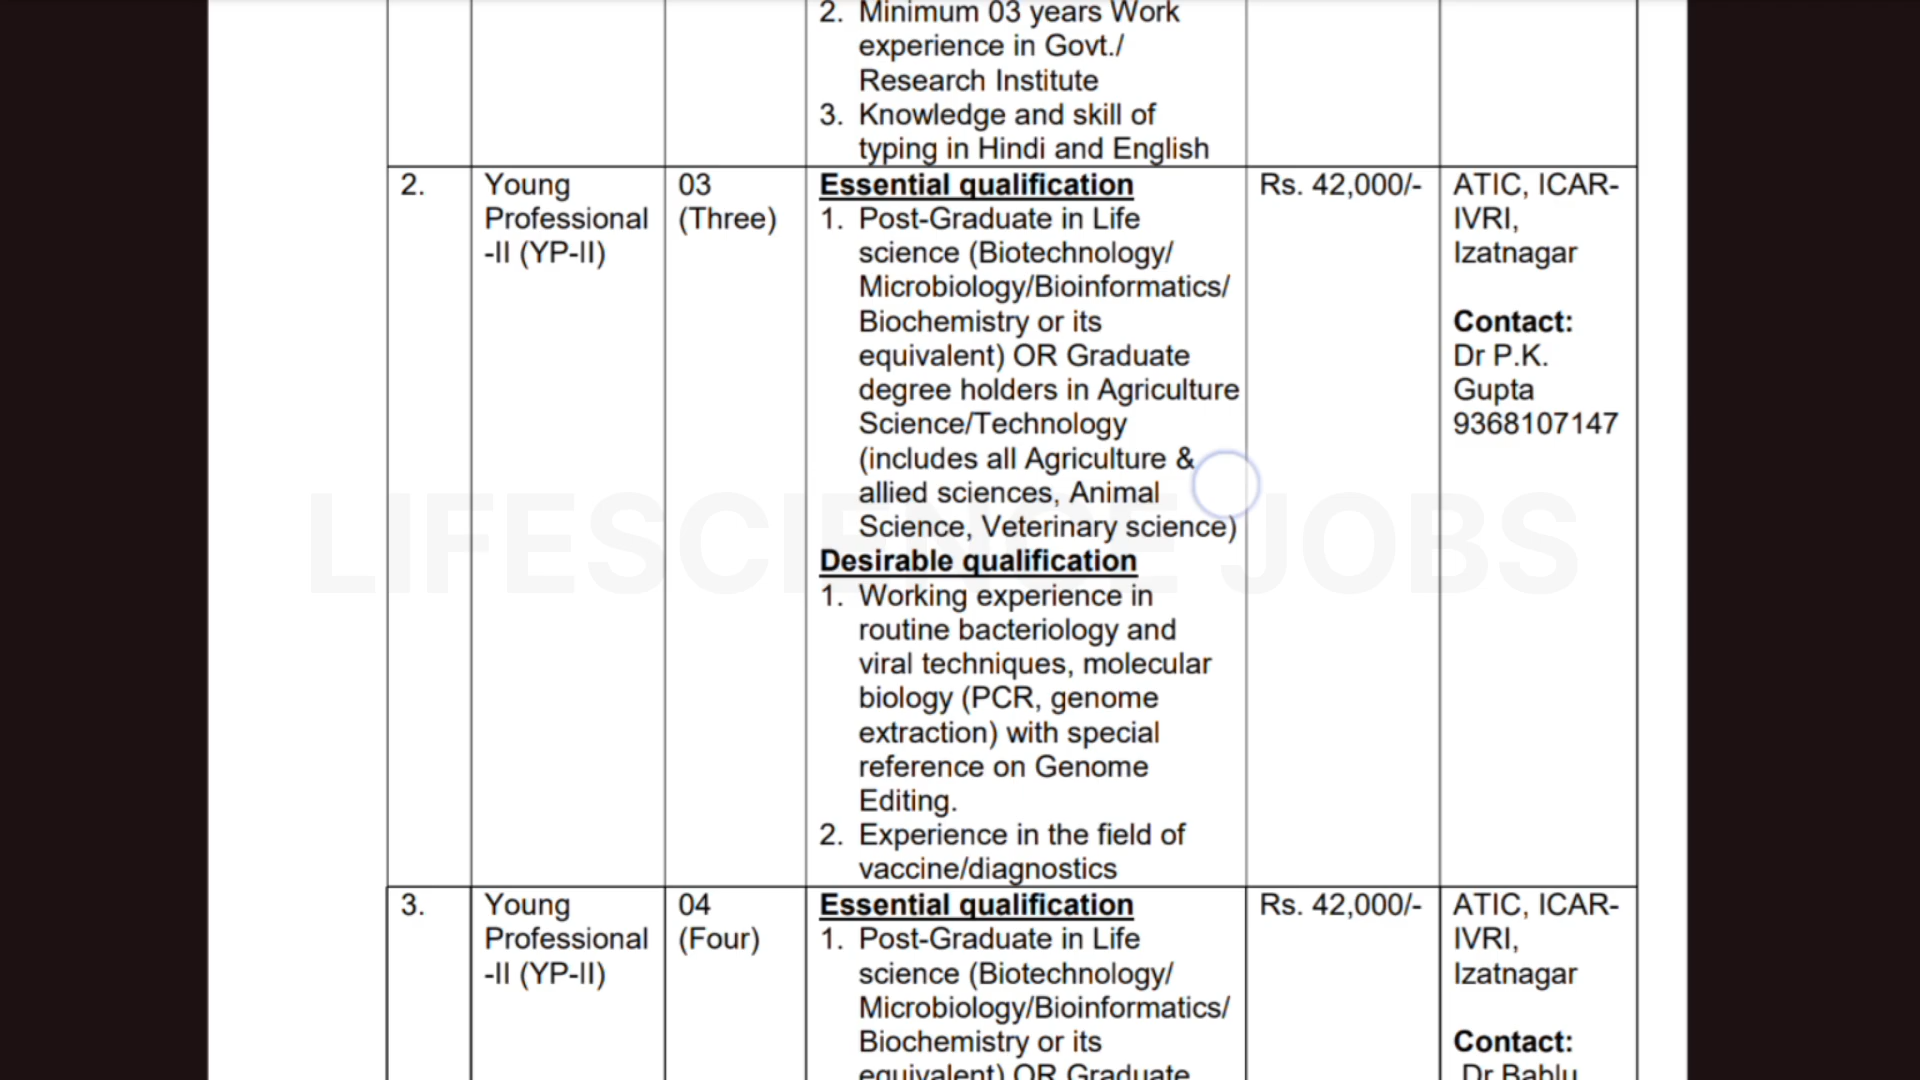 2. Minimum 03 years Work
experience in Govt./
Research Institute
3. Knowledge and skill of
typing in Hindi and English
2.
Young
Professional
-II (YP-II)
03
(Three)
Essential qualification
1. Post-Graduate in Life
science (Biotechnology/
Microbiology/Bioinformatics/
Biochemistry or its
equivalent) OR Graduate
degree holders in Agriculture
Science/Technology
(includes all Agriculture &
allied sciences, Animal
Science, Veterinary science)
Desirable qualification
1. Working experience in
routine bacteriology and
viral techniques, molecular
biology (PCR, genome
extraction) with special
reference on Genome
Editing.
2. Experience in the field of
vaccine/diagnostics
Rs. 42,000/-
ATIC, ICAR-
IVRI,
Izatnagar
Contact:
Dr P.K.
Gupta
9368107147
LIFESCIENCE JOBS
3.
Young
Professional
-II (YP-II)
04
(Four)
Essential qualification
1. Post-Graduate in Life
science (Biotechnology/
Microbiology/Bioinformatics/
Biochemistry or its
equivalent) OR Graduate
Rs. 42,000/-
ATIC, ICAR-
IVRI,
Izatnagar
Contact:
Dr Bablu